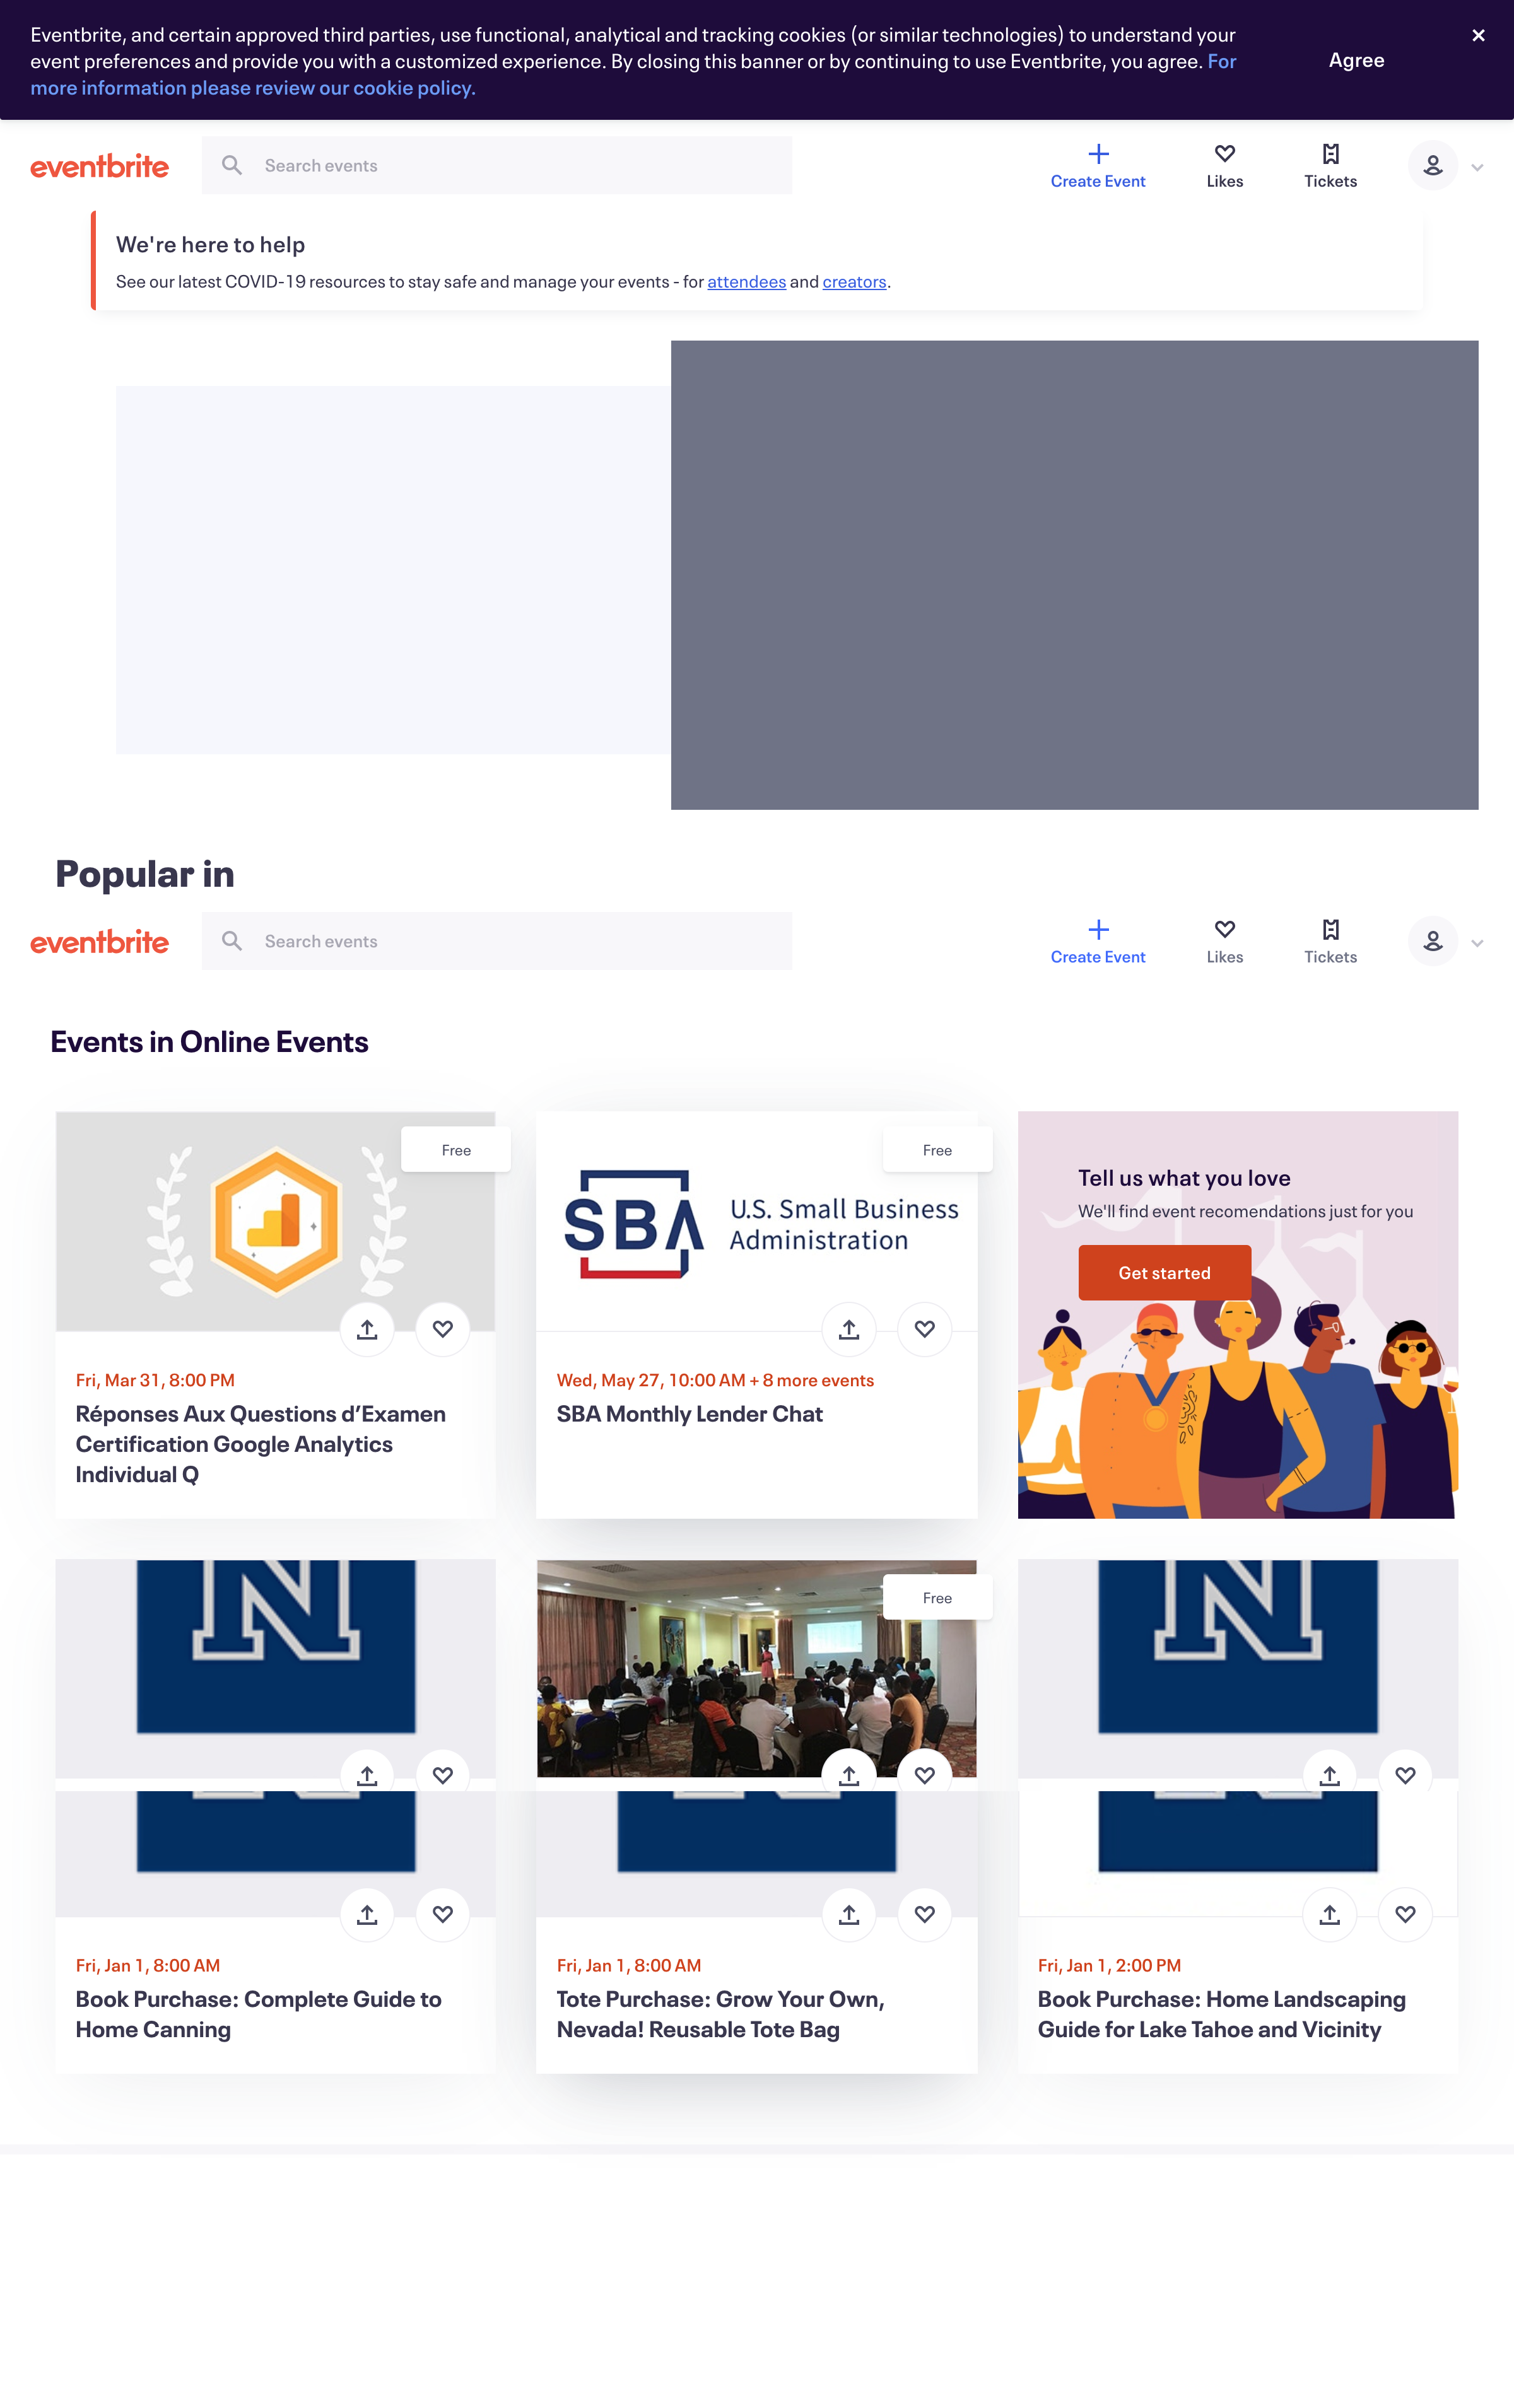 Eventbrite, and certain approved third parties, use functional, analytical and tracking cookies (or similar technologies) to understand your
event preferences and provide you with a customized experience. By closing this banner or by continuing to use Eventbrite, you agree. For
more information please review our cookie policy.
Agree
eventbrite
Search events
Create Event
Likes
Tickets
We're here to help
See our latest COVID-19 resources to stay safe and manage your events - for attendees and creators.
Popular in
eventbrite
Search events
Create Event
Likes
Tickets
Events in Online Events
Free
Fri, Mar 31, 8:00 PM
Réponses Aux Questions d’Examen
Certification Google Analytics
Individual Q
Free
SBA
U.S. Small Business
Administration
Wed, May 27, 10:00 AM + 8 more events
SBA Monthly Lender Chat
Tell us what you love
We'll find event recomendations just for you
Get started
N
Free
N
Fri, Jan 1, 8:00 AM
Book Purchase: Complete Guide to
Home Canning
Fri, Jan 1, 8:00 AM
Tote Purchase: Grow Your Own,
Nevada! Reusable Tote Bag
Fri, Jan 1, 2:00 PM
Book Purchase: Home Landscaping
Guide for Lake Tahoe and Vicinity